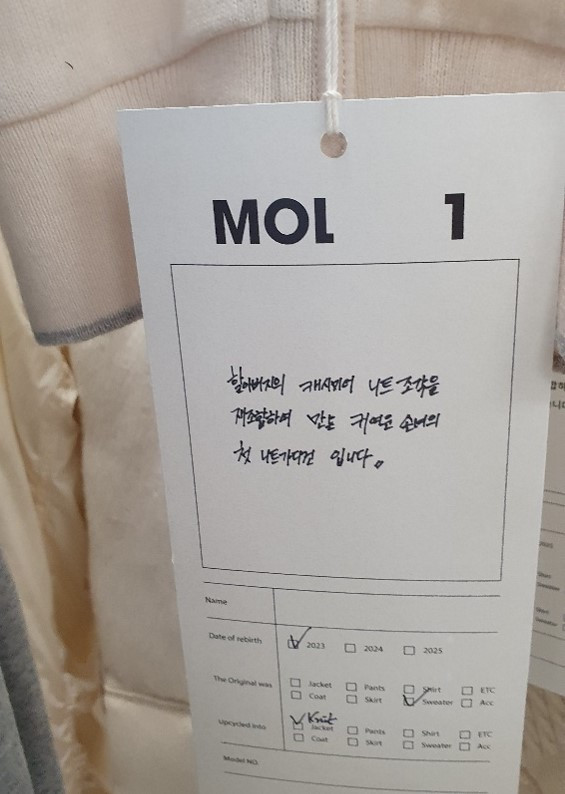 MOL 1
할아버지의 캐시미어 니트 조각을
재조합하여 만든 귀여운 손녀의
첫 니트가디건 입니다.
Name
Date of rebirth 2023 2024 2025
The Original was Jacket Pants Shirt ETC
Coat Skirt Sweater Acc
Knit
Upcycled into Jacket Pants Shirt ETC
Coat Skirt Sweater Acc
Model NO.